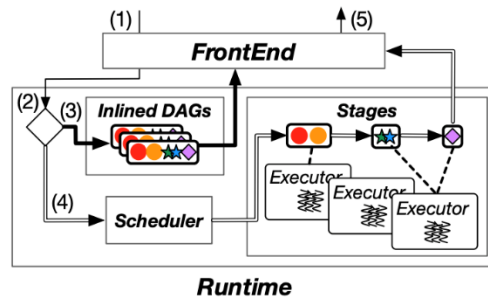 (1)
(5)
FrontEnd
(2)
(3)
Inlined DAGs
Stages
(4)
Scheduler
Executor
Executor
Executor
Runtime